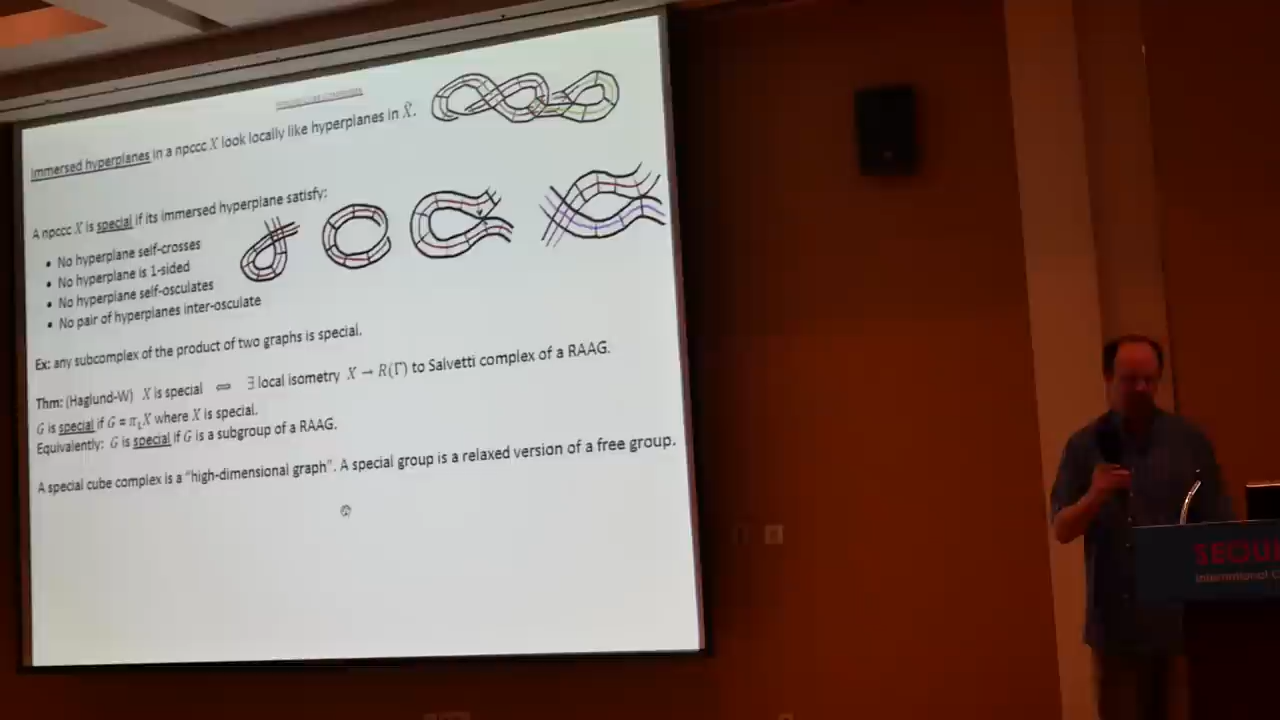 Immersed hyperplanes in a npccc X look locally like hyperplanes in X̃.
A npccc X is special if its immersed hyperplane satisfy:
• No hyperplane self-crosses
• No hyperplane is 1-sided
• No hyperplane self-osculates
• No pair of hyperplanes inter-osculate
Ex: any subcomplex of the product of two graphs is special.
Thm: (Haglund-W) X is special ⟺ ∃ local isometry X → R(Γ) to Salvetti complex of a RAAG.
G is special if G = π₁X where X is special.
Equivalently: G is special if G is a subgroup of a RAAG.
A special cube complex is a "high-dimensional graph". A special group is a relaxed version of a free group.
SEOU
International C